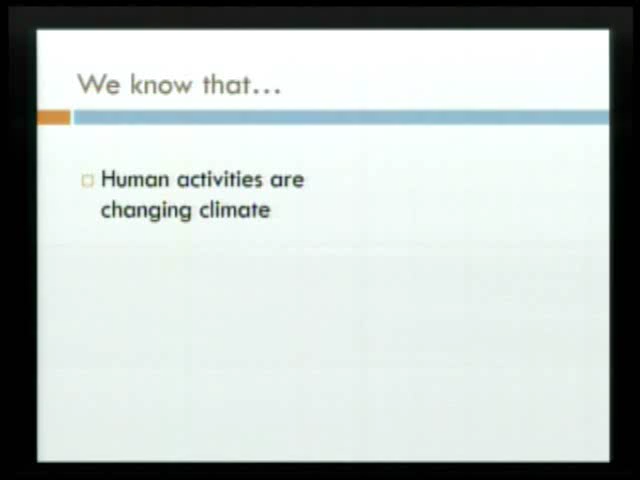 We know that...
Human activities are
changing climate